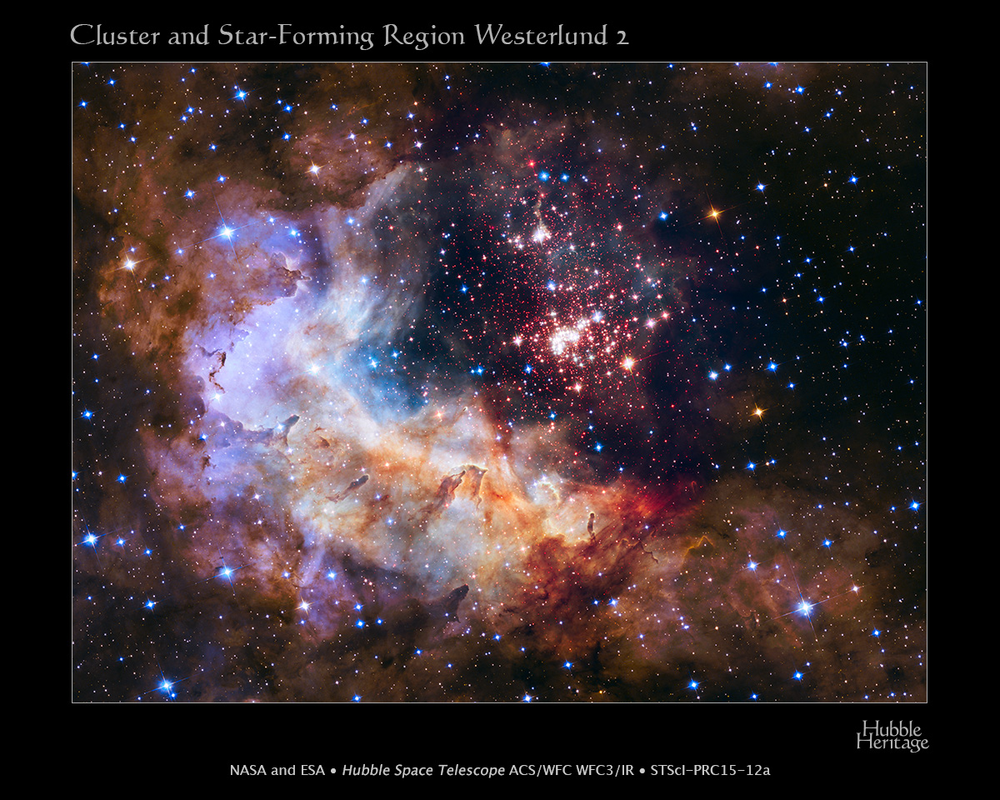 Cluster and Star-Forming Region Westerlund 2
Hubble
Heritage
NASA and ESA • Hubble Space Telescope ACS/WFC WFC3/IR • STScI-PRC15-12a